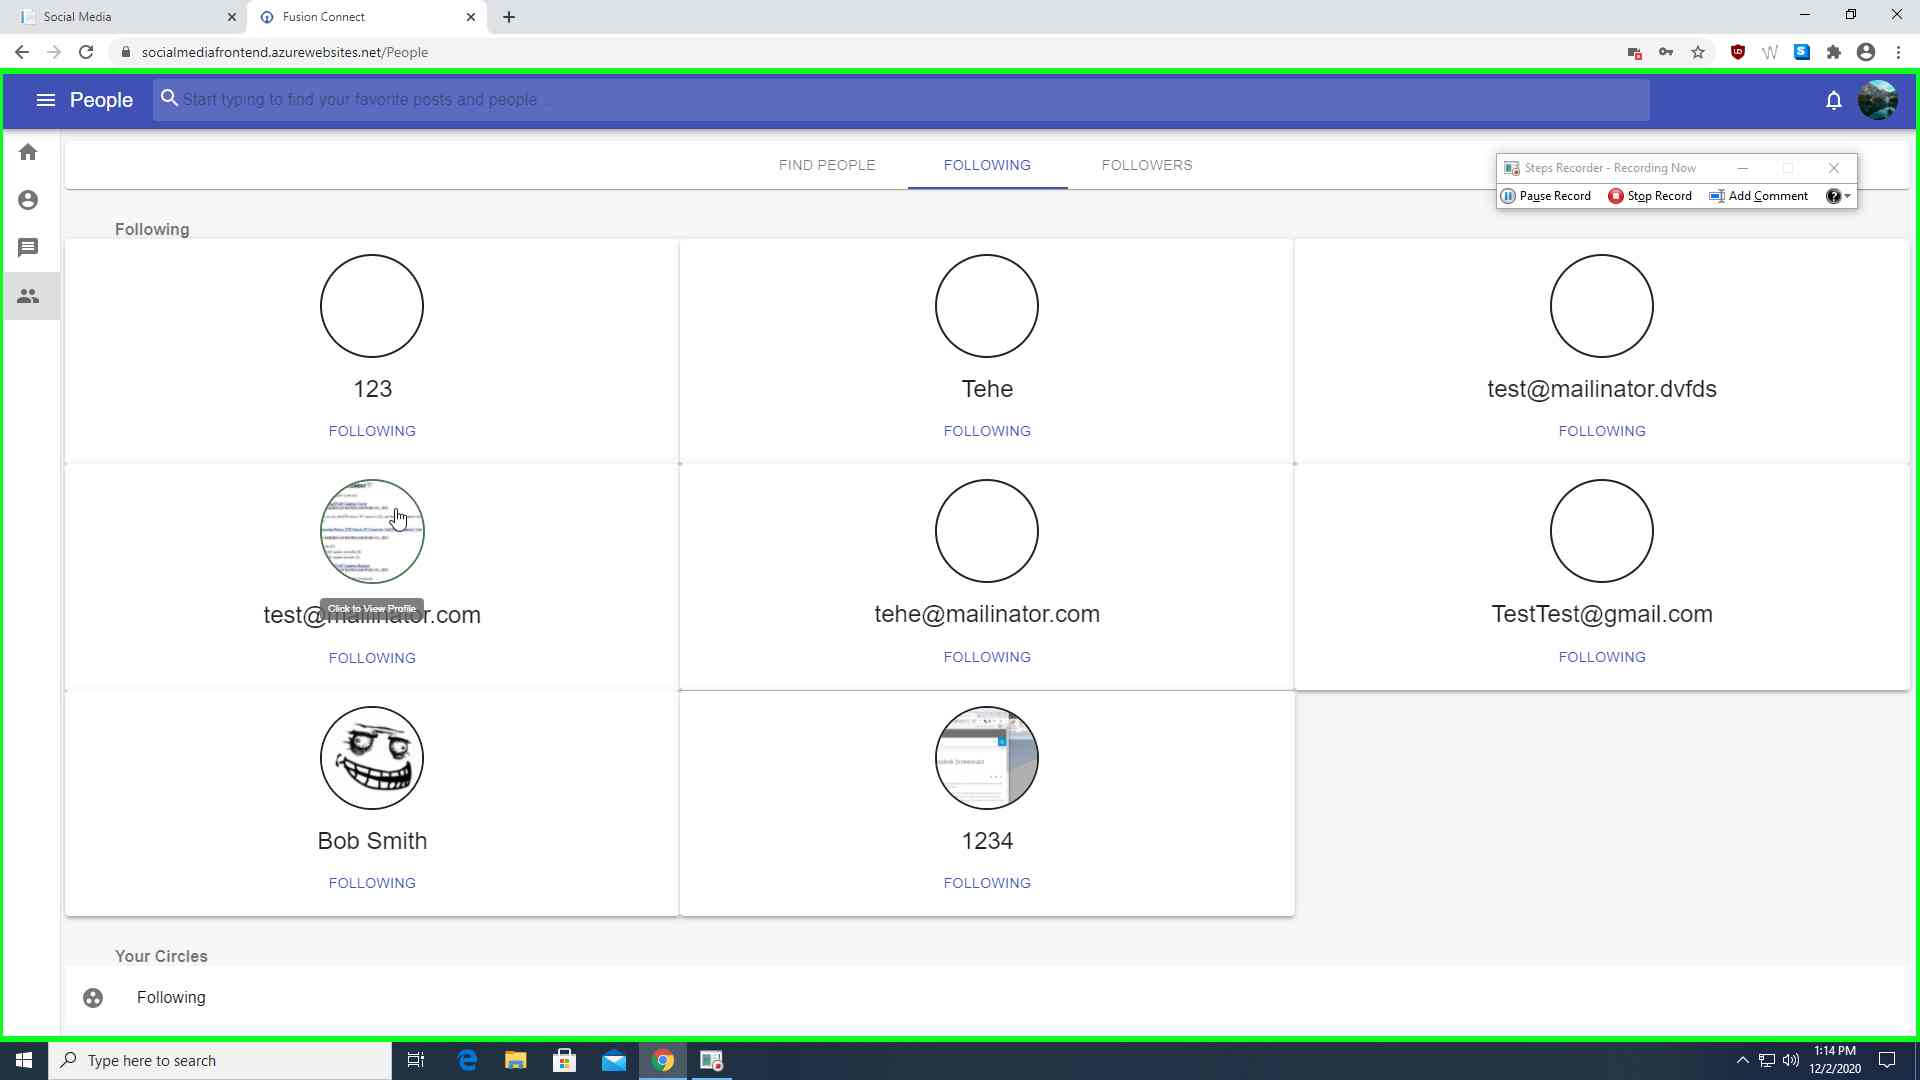 Social Media
Fusion Connect
socialmediafrontend.azurewebsites.net/People
People
Start typing to find your favorite posts and people ...
FIND PEOPLE
FOLLOWING
FOLLOWERS
Steps Recorder - Recording Now
Pause Record
Stop Record
Add Comment
Following
123
FOLLOWING
Tehe
FOLLOWING
test@mailinator.dvfds
FOLLOWING
Click to View Profile
test@mailinator.com
FOLLOWING
tehe@mailinator.com
FOLLOWING
TestTest@gmail.com
FOLLOWING
Bob Smith
FOLLOWING
1234
FOLLOWING
Your Circles
Following
Type here to search
1:14 PM
12/2/2020